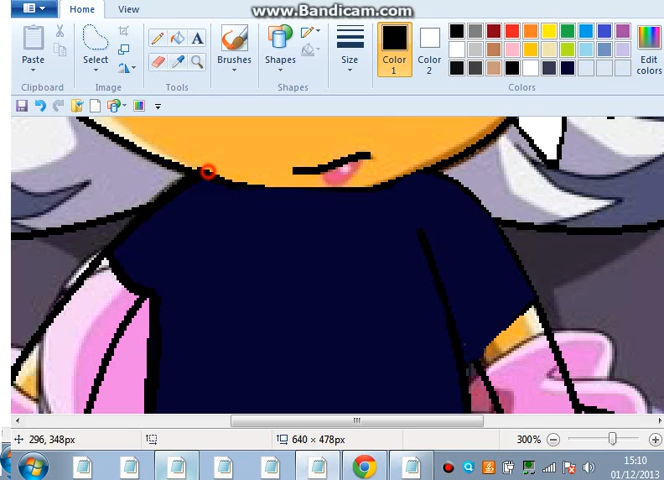 www.Bandicam.com
Home View
Paste Select A Brushes Shapes Size Color 1 Color 2 Edit colors
Clipboard Image Tools Shapes Colors
296, 348px 640 × 478px 300%
15:10
01/12/2013